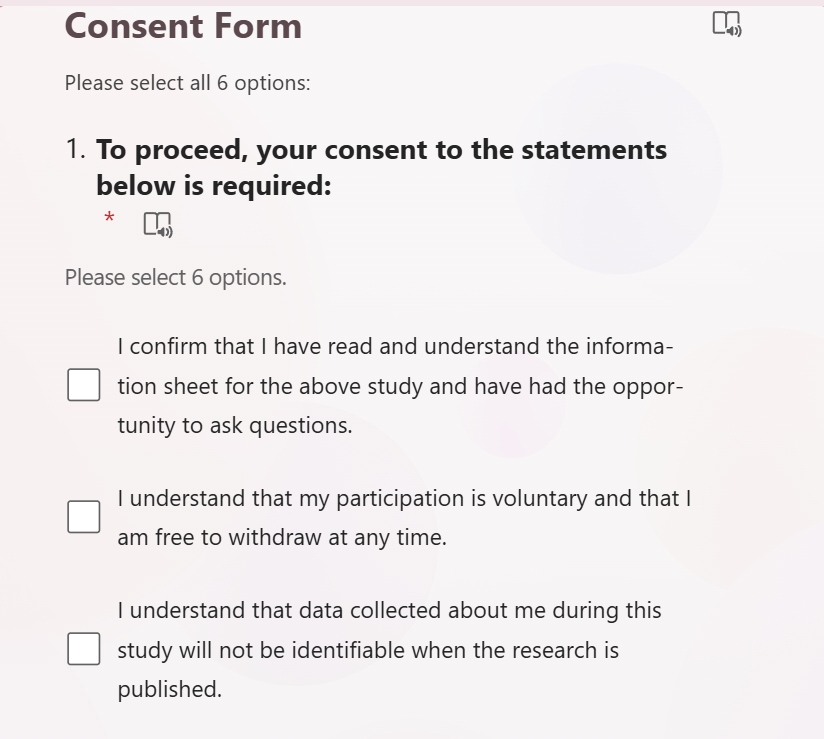 Consent Form
Please select all 6 options:
1. To proceed, your consent to the statements
below is required:
*
Please select 6 options.
I confirm that I have read and understand the informa-
tion sheet for the above study and have had the oppor-
tunity to ask questions.
I understand that my participation is voluntary and that I
am free to withdraw at any time.
I understand that data collected about me during this
study will not be identifiable when the research is
published.